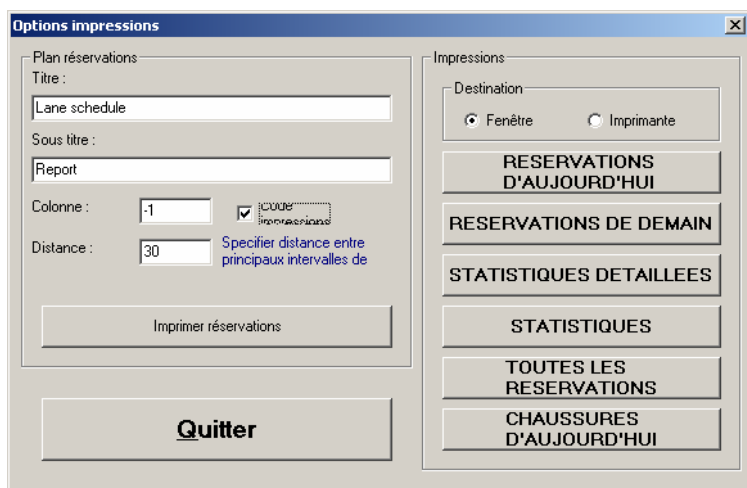 Options impressions
Plan réservations
Titre :
Lane schedule
Sous titre :
Report
Colonne :
-1
Code
impressions
Distance :
30
Specifier distance entre
principaux intervalles de
Imprimer réservations
Quitter
Impressions
Destination
Fenêtre
Imprimante
RESERVATIONS
D'AUJOURD'HUI
RESERVATIONS DE DEMAIN
STATISTIQUES DETAILLEES
STATISTIQUES
TOUTES LES
RESERVATIONS
CHAUSSURES
D'AUJOURD'HUI